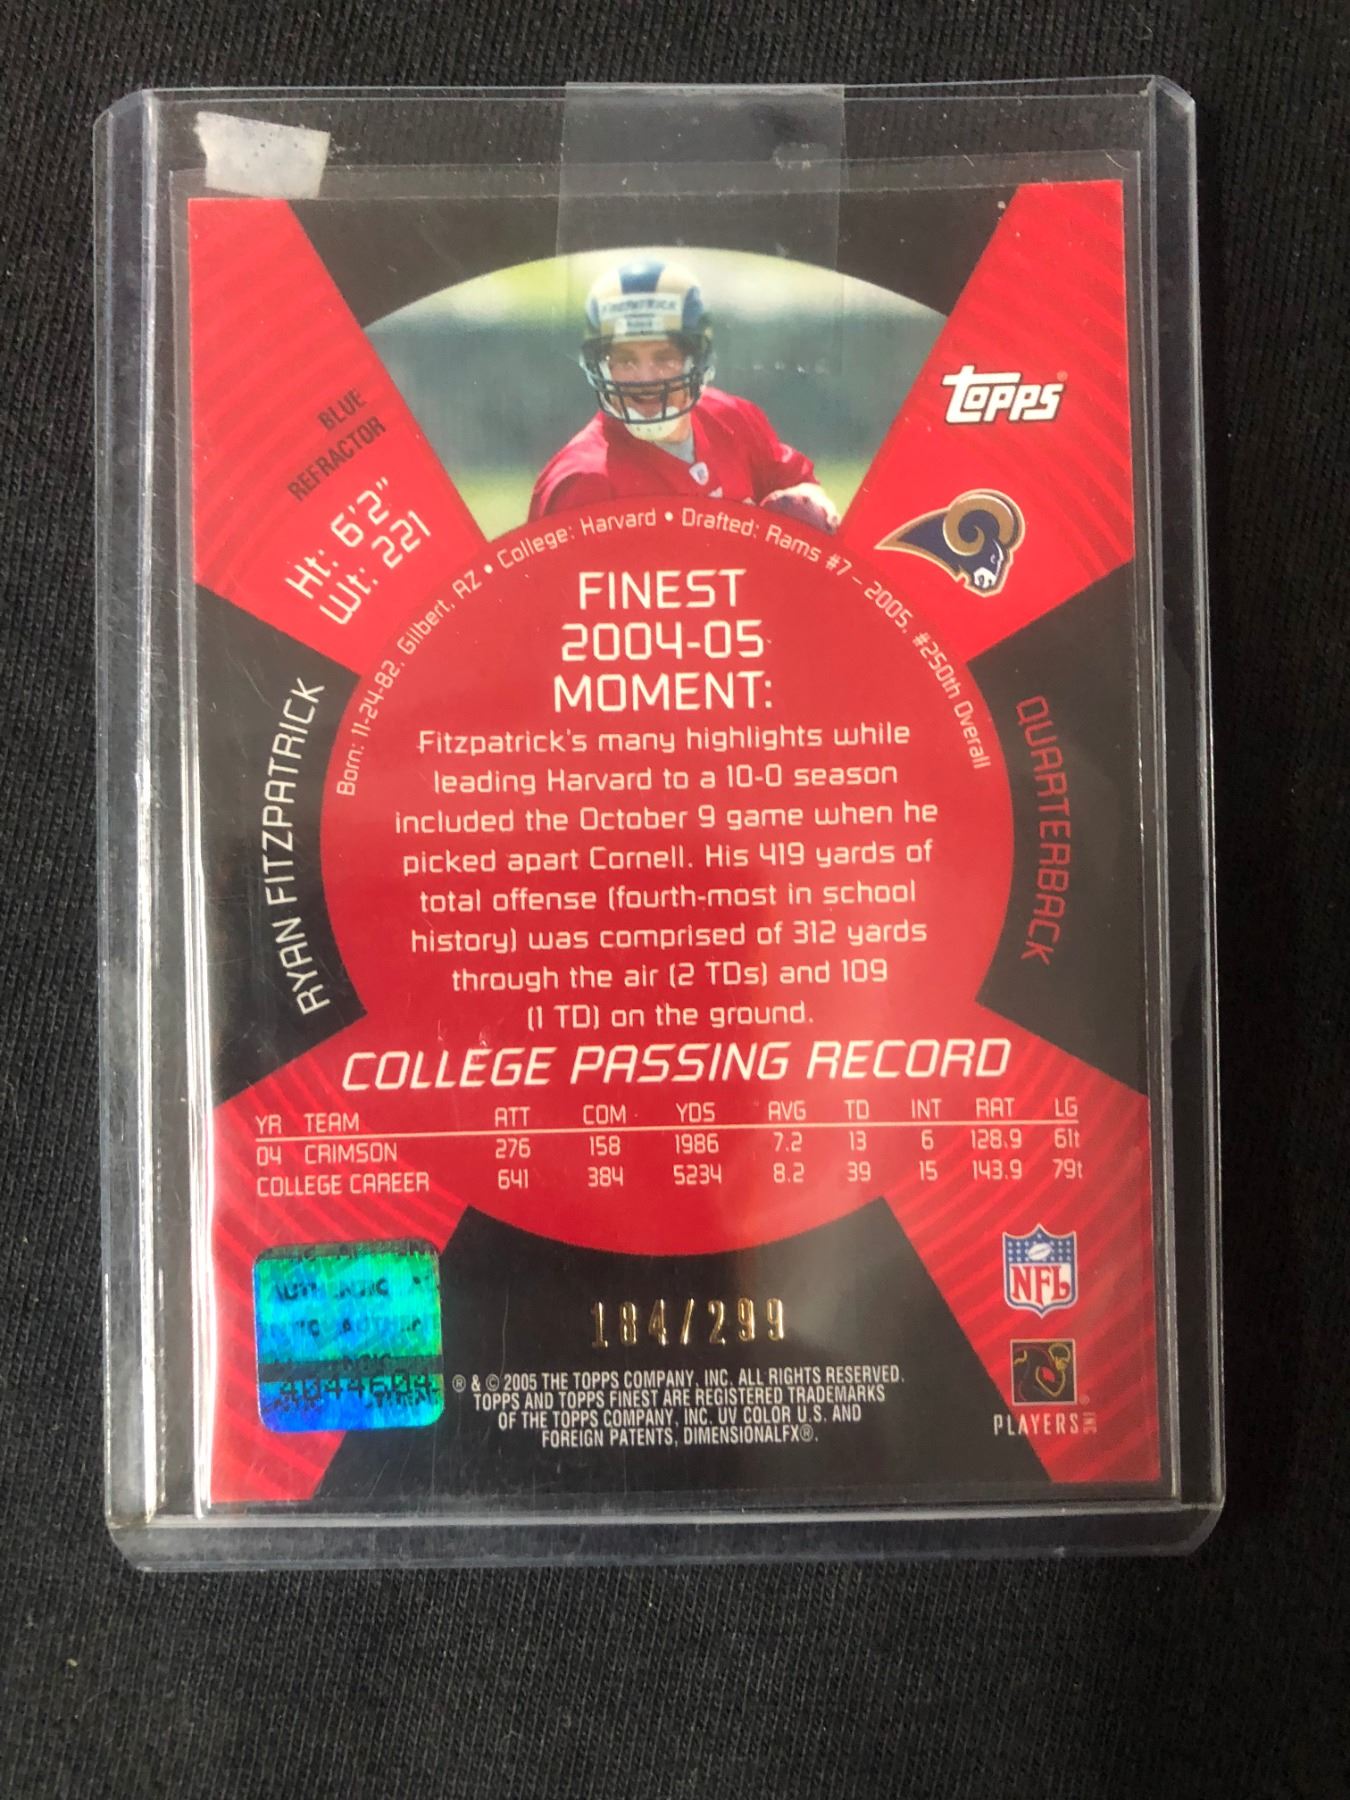 FITZPATRICK
TOPPS
BLUE
REFRACTOR
Ht: 6'2"
Wt: 221
Born: 11-24-82, Gilbert, AZ • College: Harvard • Drafted: Rams #7 - 2005, #250th Overall
RYAN FITZPATRICK
QUARTERBACK
FINEST
2004-05
MOMENT:
Fitzpatrick's many highlights while
leading Harvard to a 10-0 season
included the October 9 game when he
picked apart Cornell. His 419 yards of
total offense (fourth-most in school
history) was comprised of 312 yards
through the air (2 TDs) and 109
(1 TD) on the ground.
COLLEGE PASSING RECORD
YR TEAM ATT COM YDS AVG TD INT RAT LG
04 CRIMSON 276 158 1986 7.2 13 6 128.9 61t
COLLEGE CAREER 641 384 5234 8.2 39 15 143.9 79t
NFL
184/299
® & © 2005 THE TOPPS COMPANY, INC. ALL RIGHTS RESERVED.
TOPPS AND TOPPS FINEST ARE REGISTERED TRADEMARKS
OF THE TOPPS COMPANY, INC. UV COLOR U.S. AND
FOREIGN PATENTS, DIMENSIONALFX®.
PLAYERS INC